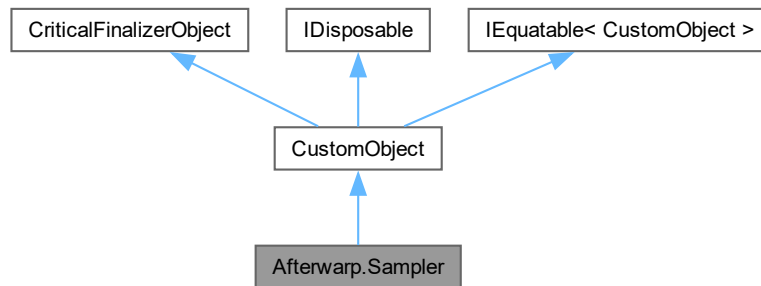 CriticalFinalizerObject
IDisposable
IEquatable< CustomObject >
CustomObject
Afterwarp.Sampler